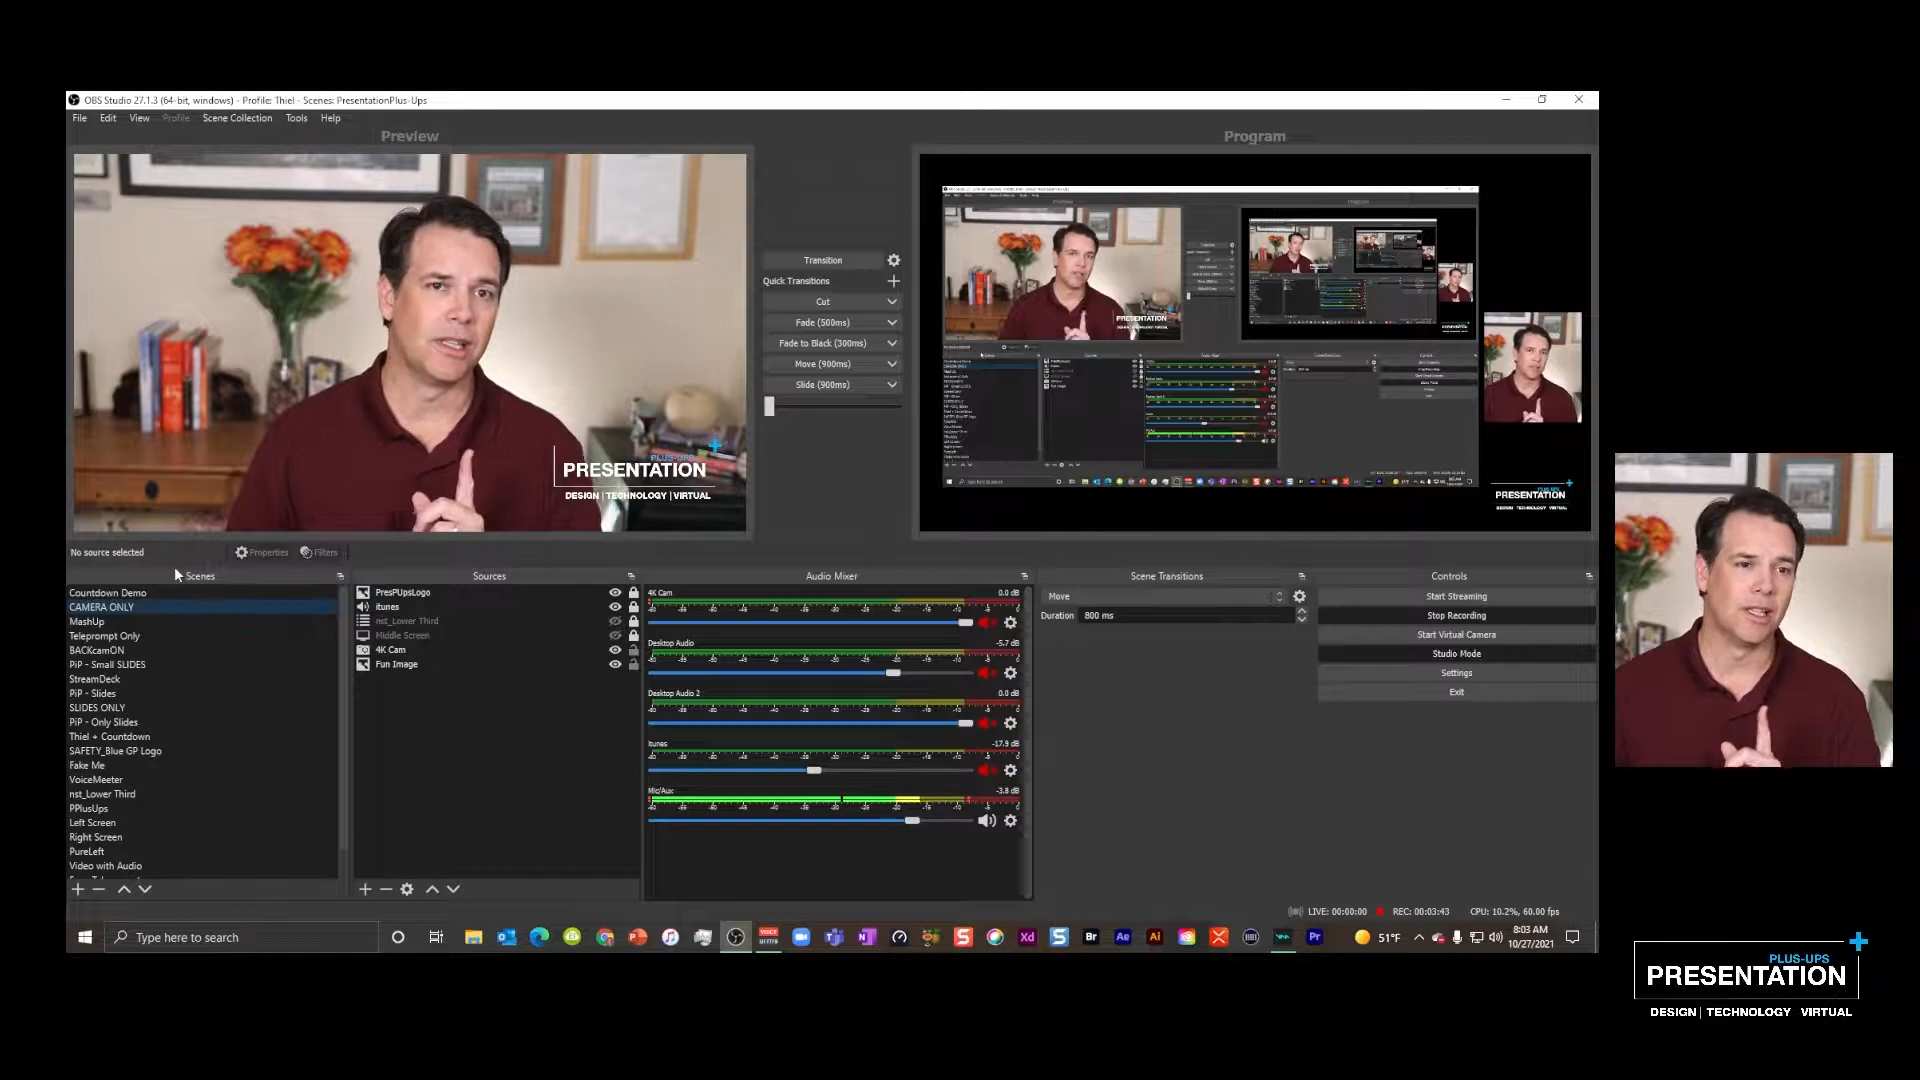 OBS Studio 27.1.3 (64-bit, windows) - Profile: Thiel - Scenes: PresentationPlus-Ups
File Edit View Profile Scene Collection Tools Help
Preview
Program
PLUS-UPS
PRESENTATION
DESIGN | TECHNOLOGY | VIRTUAL
Transition
Quick Transitions
Cut
Fade (500ms)
Fade to Black (300ms)
Move (900ms)
Slide (900ms)
PRESENTATION
No source selected
Properties
Filters
Scenes
Countdown Demo
CAMERA ONLY
MashUp
Teleprompt Only
BACKcamON
PiP - Small SLIDES
StreamDeck
PiP - Slides
SLIDES ONLY
PiP - Only Slides
Thiel + Countdown
SAFETY_Blue GP Logo
Fake Me
VoiceMeeter
nst_Lower Third
PPlusUps
Left Screen
Right Screen
PureLeft
Video with Audio
Sources
PresPUpsLogo
itunes
nst_Lower Third
Middle Screen
4K Cam
Fun Image
Audio Mixer
4K Cam 0.0 dB
Desktop Audio -5.7 dB
Desktop Audio 2 0.0 dB
itunes -17.9 dB
Mic/Aux -3.8 dB
Scene Transitions
Move
Duration 800 ms
Controls
Start Streaming
Stop Recording
Start Virtual Camera
Studio Mode
Settings
Exit
LIVE: 00:00:00 REC: 00:03:43 CPU: 10.2%, 60.00 fps
Type here to search
VOICE
MEETER
Xd
Br
Ae
Ai
Pr
51°F
8:03 AM
10/27/2021
PLUS-UPS
PRESENTATION
DESIGN | TECHNOLOGY VIRTUAL